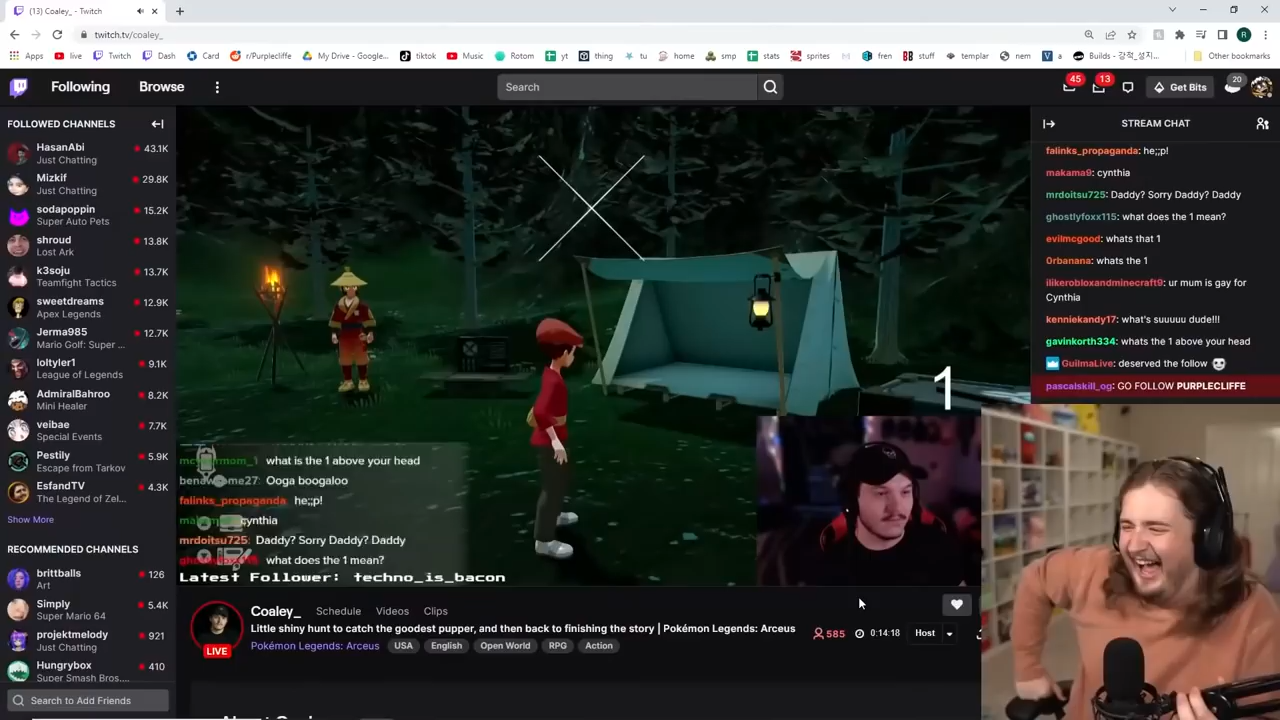 (13) Coaley_ - Twitch
twitch.tv/coaley_
Apps
live
Twitch
Dash
Card
r/Purplecliffe
My Drive - Google...
tiktok
Music
Rotom
yt
thing
tu
home
smp
stats
sprites
fren
stuff
templar
nem
a
Builds - 강적_성지...
Other bookmarks
Following
Browse
Search
45
13
Get Bits
20
FOLLOWED CHANNELS
HasanAbi 43.1K
Just Chatting
Mizkif 29.8K
Just Chatting
sodapoppin 15.2K
Super Auto Pets
shroud 13.8K
Lost Ark
k3soju 13.7K
Teamfight Tactics
sweetdreams 12.9K
Apex Legends
Jerma985 12.7K
Mario Golf: Super ...
loltyler1 9.1K
League of Legends
AdmiralBahroo 8.2K
Mini Healer
veibae 7.7K
Special Events
Pestily 5.9K
Escape from Tarkov
EsfandTV 4.3K
The Legend of Zel...
Show More
RECOMMENDED CHANNELS
brittballs 126
Art
Simply 5.4K
Super Mario 64
projektmelody 921
Just Chatting
Hungrybox 410
Super Smash Bros....
Search to Add Friends
1
what is the 1 above your head
Ooga boogaloo
falinks_propaganda: he;;p!
cynthia
mrdoitsu725: Daddy? Sorry Daddy? Daddy
what does the 1 mean?
Latest Follower: techno_is_bacon
LIVE
Coaley_
Schedule
Videos
Clips
Little shiny hunt to catch the goodest pupper, and then back to finishing the story | Pokémon Legends: Arceus
Pokémon Legends: Arceus
USA
English
Open World
RPG
Action
585
0:14:18
Host
STREAM CHAT
falinks_propaganda: he;;p!
makama9: cynthia
mrdoitsu725: Daddy? Sorry Daddy? Daddy
ghostlyfoxx115: what does the 1 mean?
evilmcgood: whats that 1
0rbanana: whats the 1
ilikerobloxandminecraft9: ur mum is gay for
Cynthia
kenniekandy17: what's suuuuu dude!!!
gavinkorth334: whats the 1 above your head
GuilmaLive: deserved the follow
pascalskill_og: GO FOLLOW PURPLECLIFFE